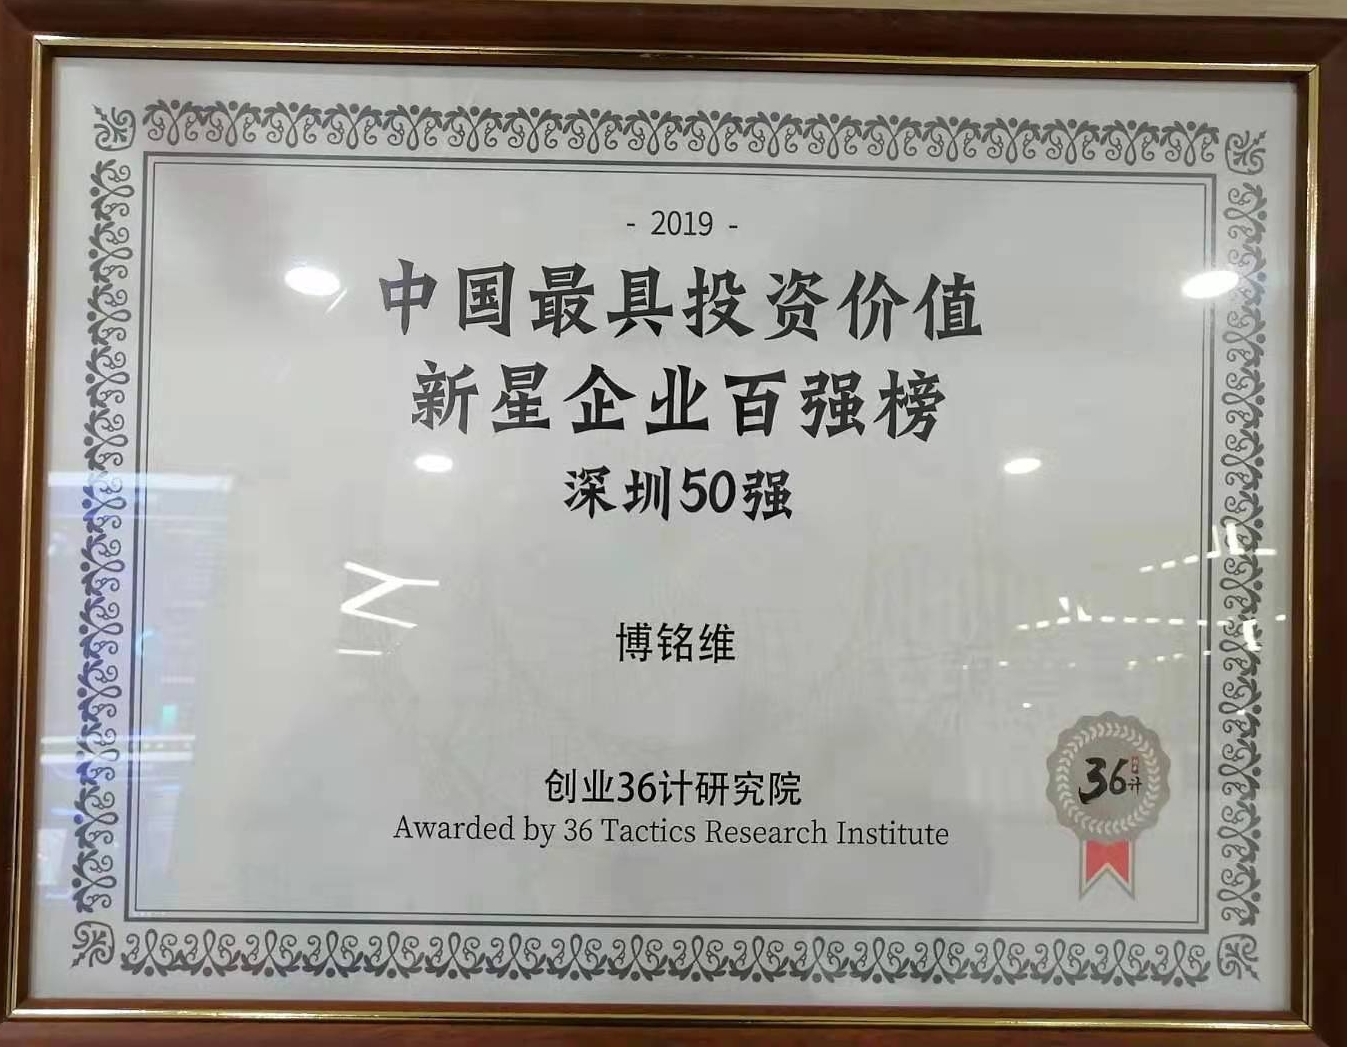 - 2019 -
中国最具投资价值
新星企业百强榜
深圳50强
博铭维
创业36计研究院
Awarded by 36 Tactics Research Institute
36计